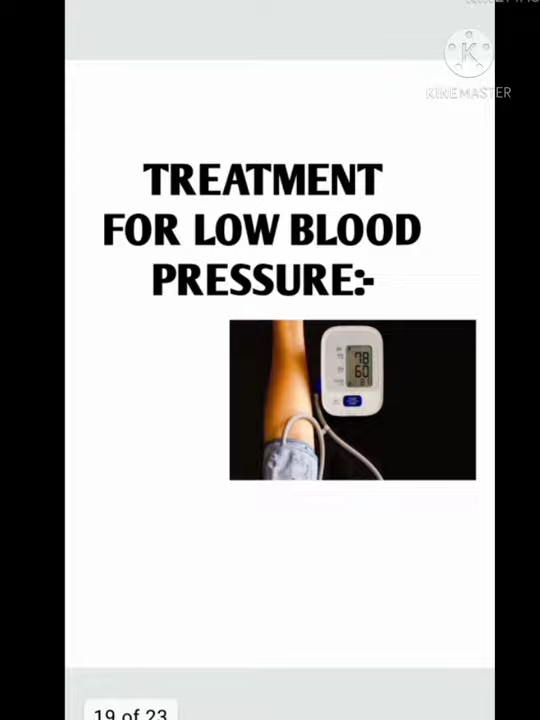 KINEMASTER
TREATMENT
FOR LOW BLOOD
PRESSURE:-
78
60
19 of 23